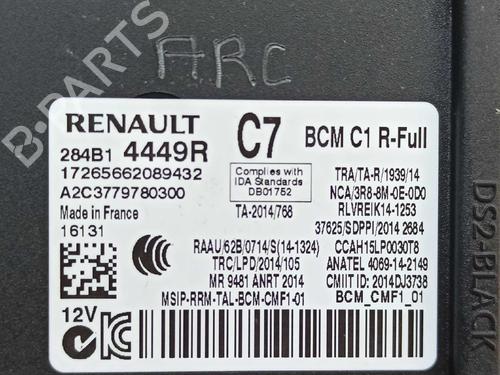 ARC
B-PARTS
RENAULT C7 BCM C1 R-Full
284B1 4449R
17265662089432
A2C3779780300
Made in France
16131
Complies with
IDA Standards
DB01752
TA-2014/768
TRA/TA-R/1939/14
NCA/3R8-8M-0E-0D0
RLVREIK14-1253
37625/SDPPI/2014 2684
RAAU/62B/0714/S(14-1324) CCAH15LP0030T8
TRC/LPD/2014/105 ANATEL 4069-14-2149
MR 9481 ANRT 2014 CMIIT ID: 2014DJ3738
MSIP-RRM-TAL-BCM-CMF1-01 BCM_CMF1_01
12V
DS2-BLACK